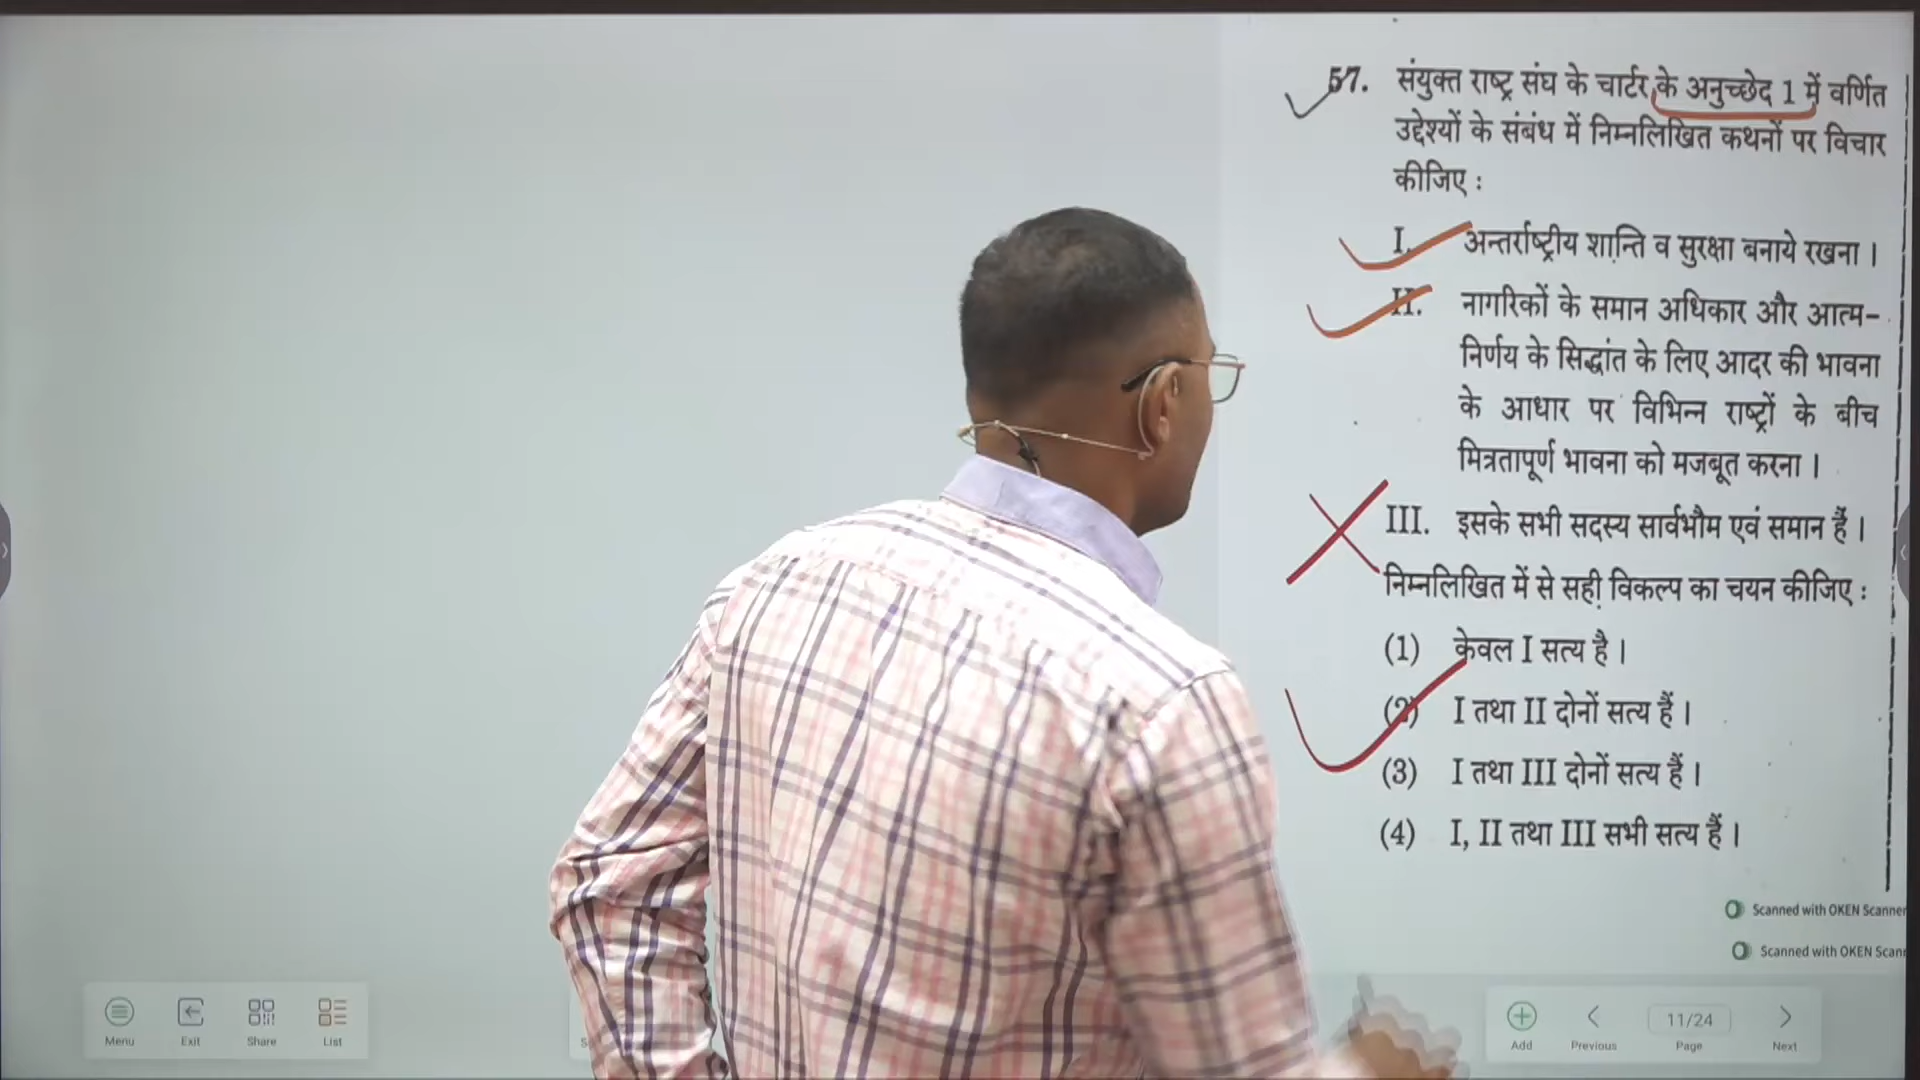 57. संयुक्त राष्ट्र संघ के चार्टर के अनुच्छेद 1 में वर्णित
उद्देश्यों के संबंध में निम्नलिखित कथनों पर विचार
कीजिए :
I. अन्तर्राष्ट्रीय शान्ति व सुरक्षा बनाये रखना ।
II. नागरिकों के समान अधिकार और आत्म-
निर्णय के सिद्धांत के लिए आदर की भावना
के आधार पर विभिन्न राष्ट्रों के बीच
मित्रतापूर्ण भावना को मजबूत करना ।
III. इसके सभी सदस्य सार्वभौम एवं समान हैं ।
निम्नलिखित में से सही विकल्प का चयन कीजिए :
(1) केवल I सत्य है ।
(2) I तथा II दोनों सत्य हैं ।
(3) I तथा III दोनों सत्य हैं ।
(4) I, II तथा III सभी सत्य हैं ।
Scanned with OKEN Scanner
Scanned with OKEN
Menu Exit Share List
Add Previous 11/24 Page Next